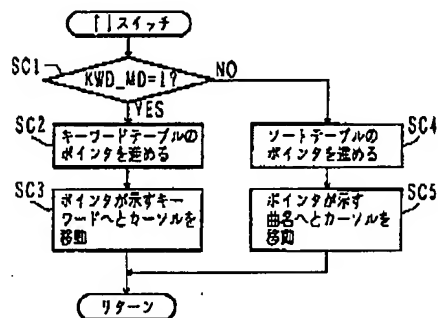 [↑]スイッチ
SC1
KWD_MD=1?
NO
YES
SC2
キーワードテーブルの
ポインタを進める
SC4
ソートテーブルの
ポインタを進める
SC3
ポインタが示すキー
ワードへとカーソルを
移動
SC5
ポインタが示す
曲名へとカーソルを
移動
リターン